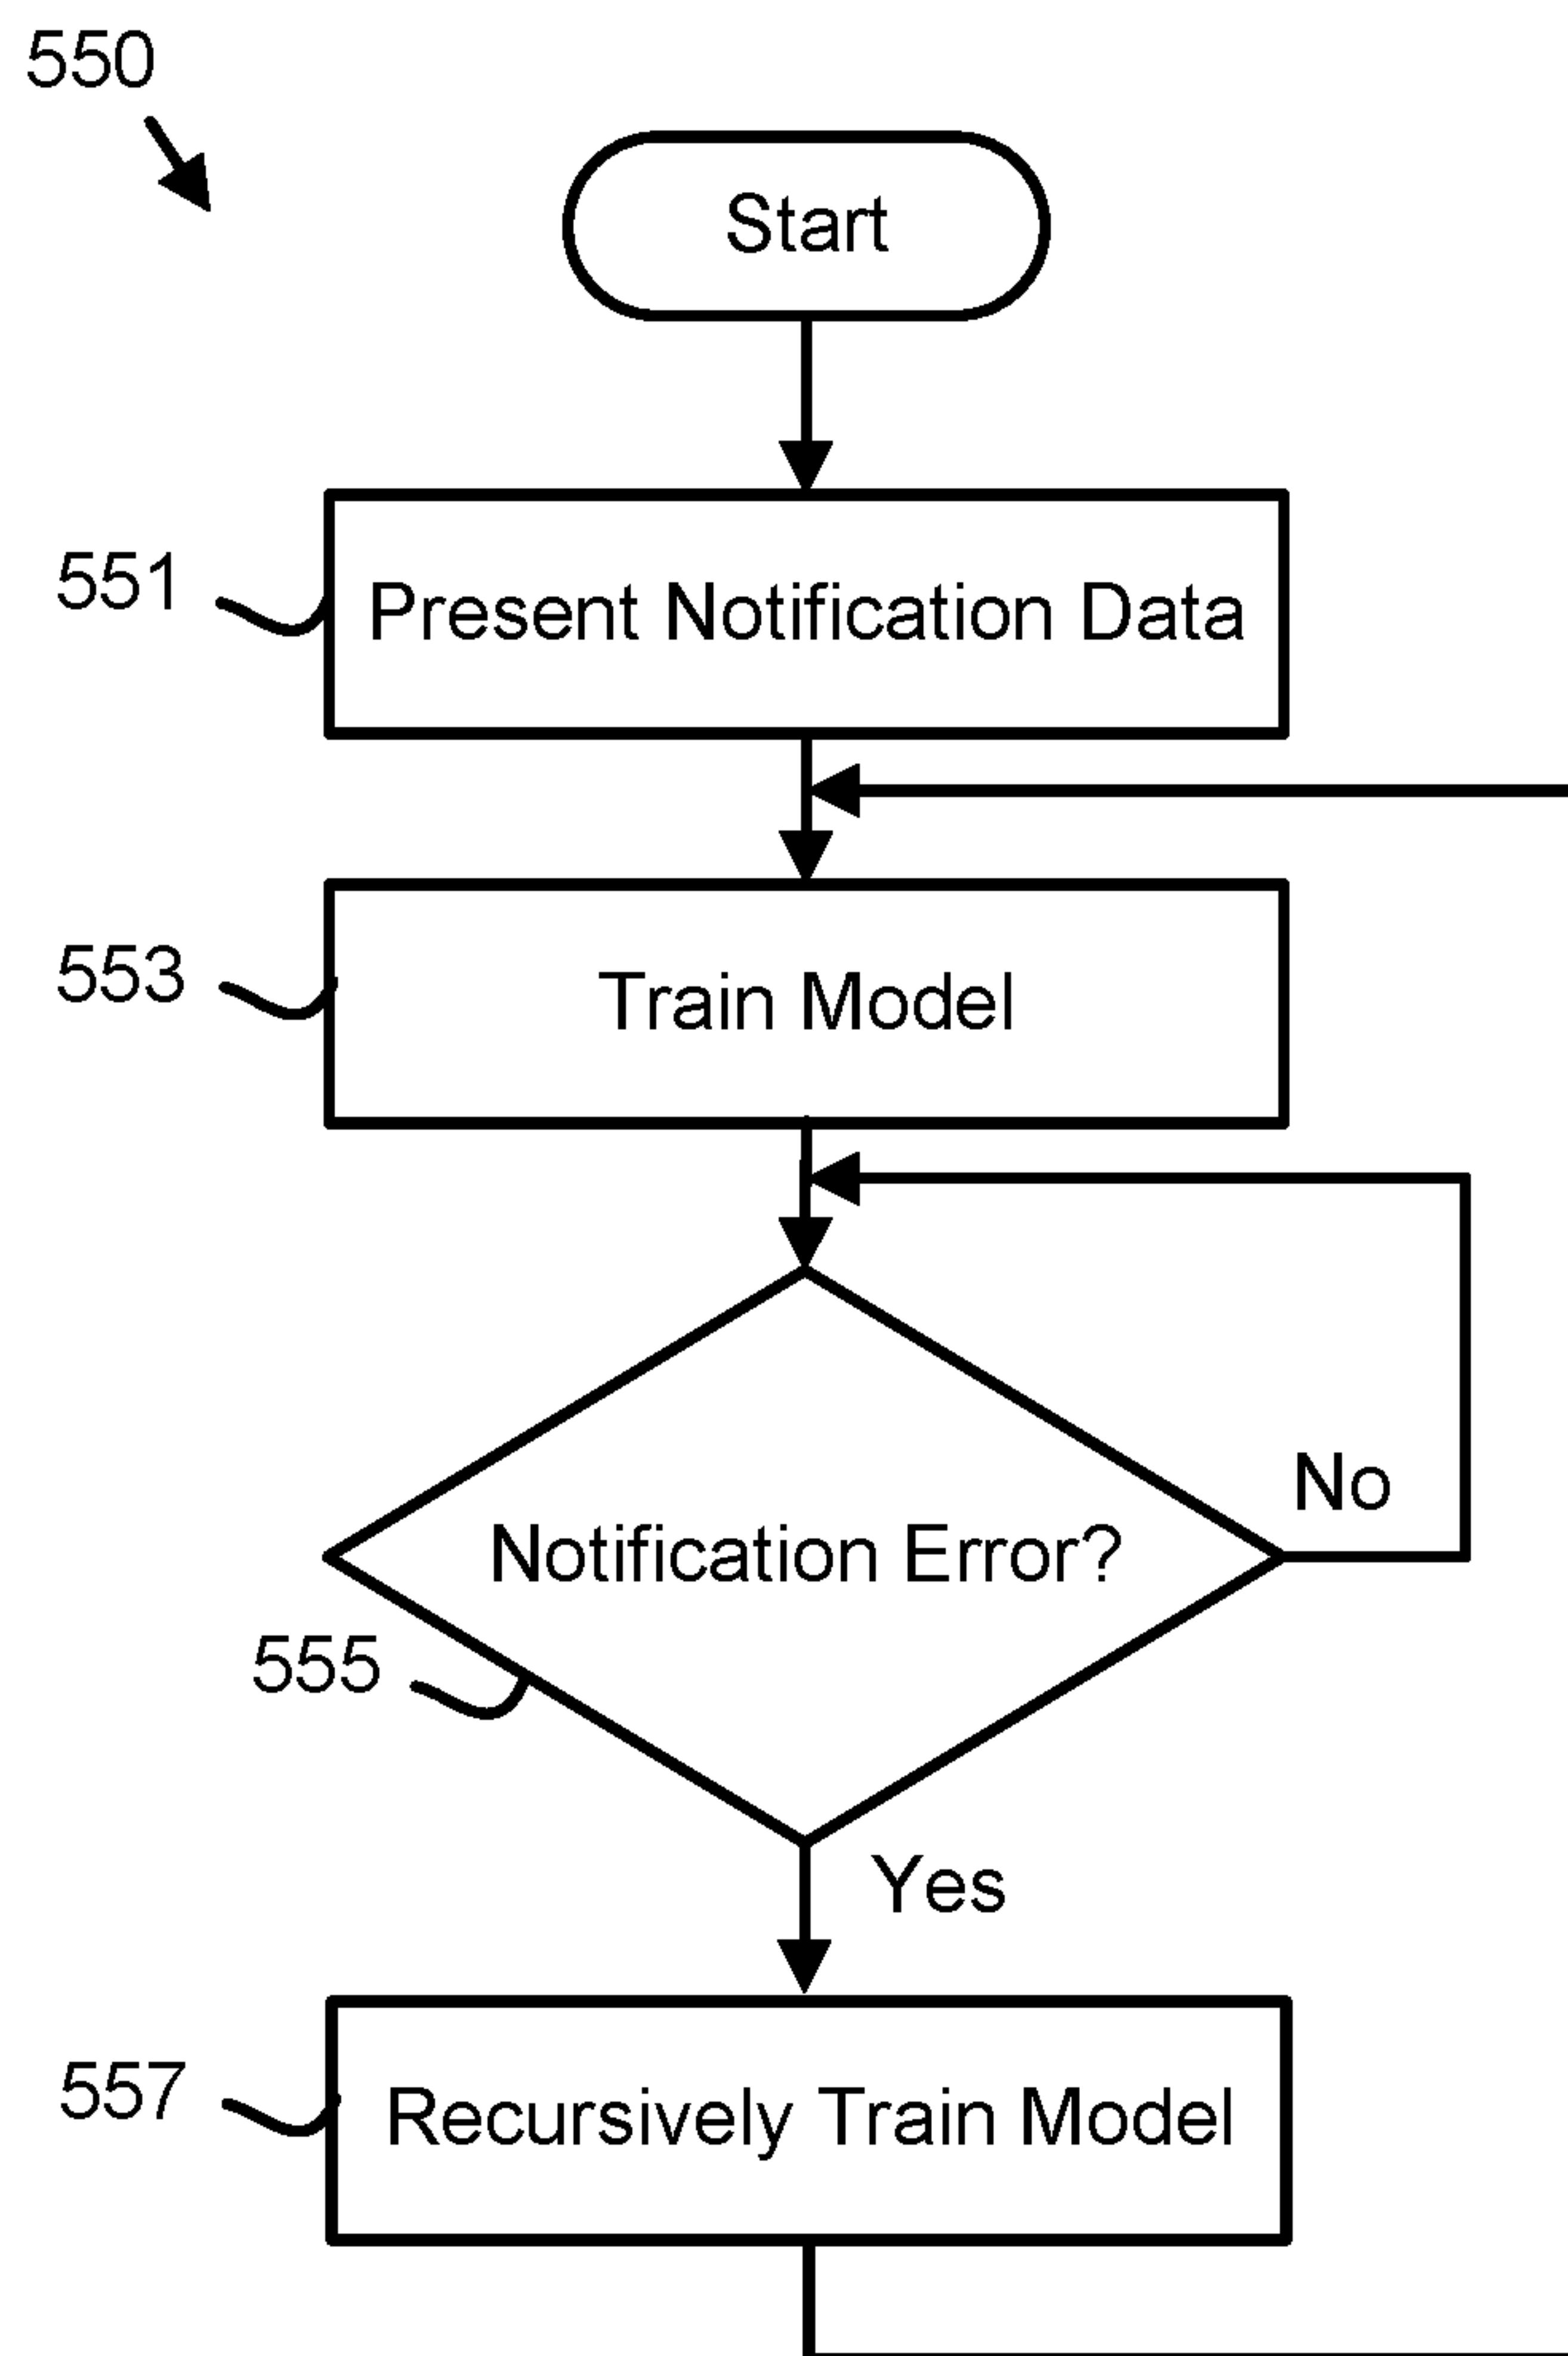 550
Start
551
Present Notification Data
553
Train Model
No
Notification Error?
555
Yes
557
Recursively Train Model